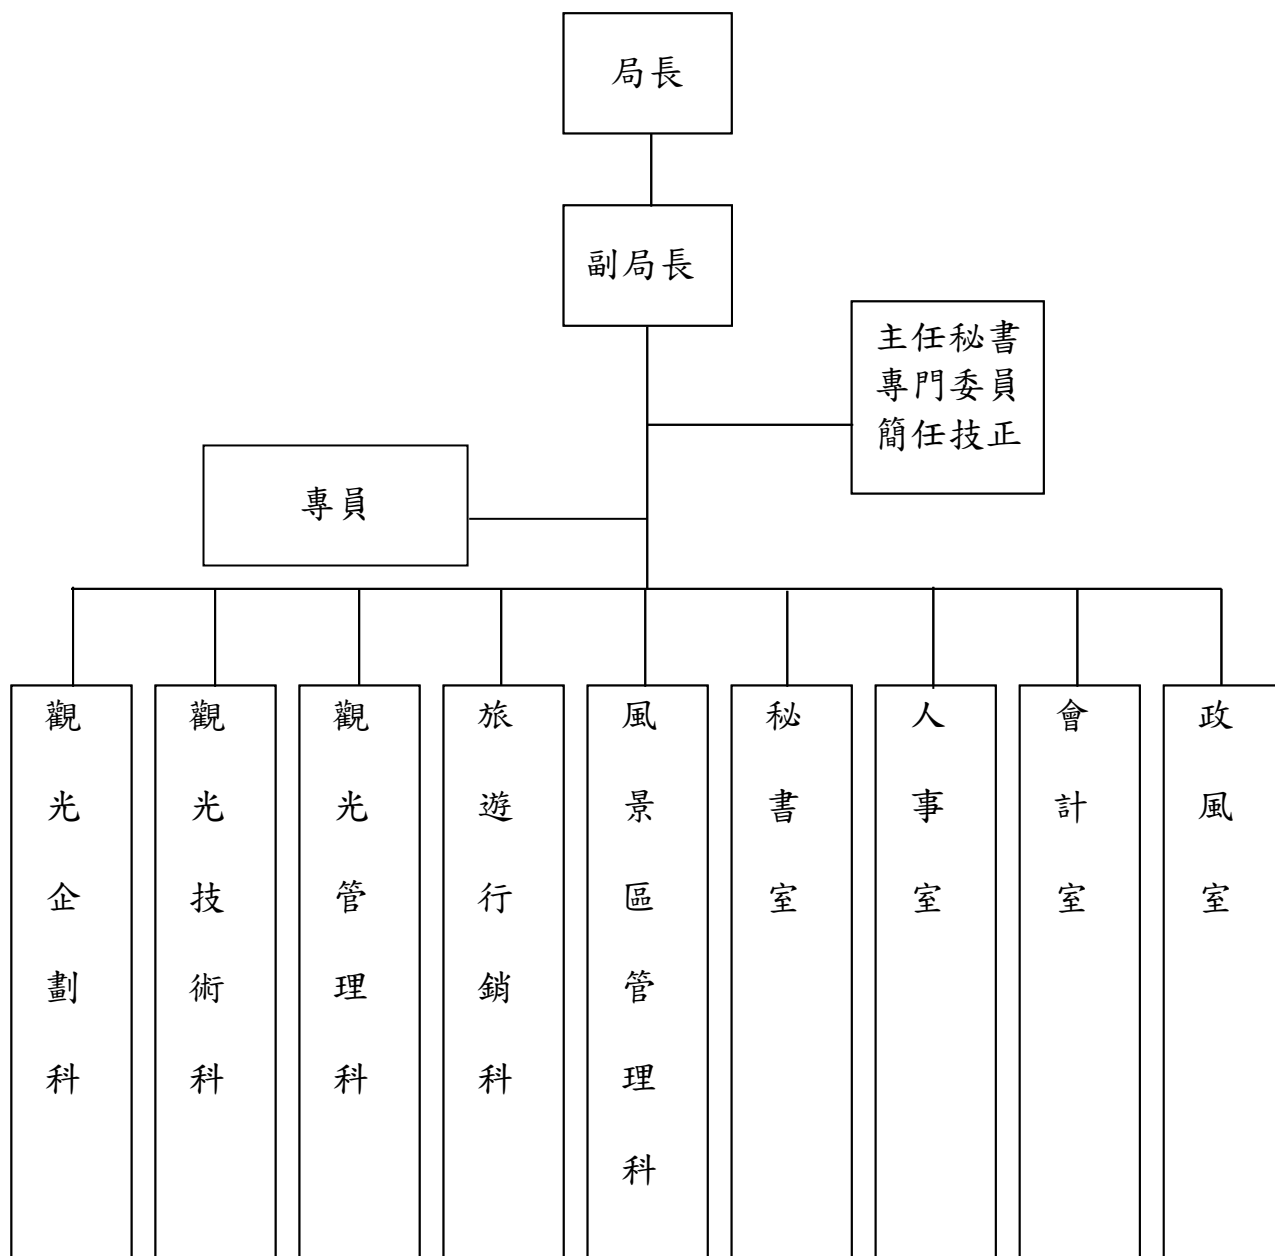 局長
副局長
主任秘書
專門委員
簡任技正
專員
觀光企劃科
觀光技術科
觀光管理科
旅遊行銷科
風景區管理科
秘書室
人事室
會計室
政風室